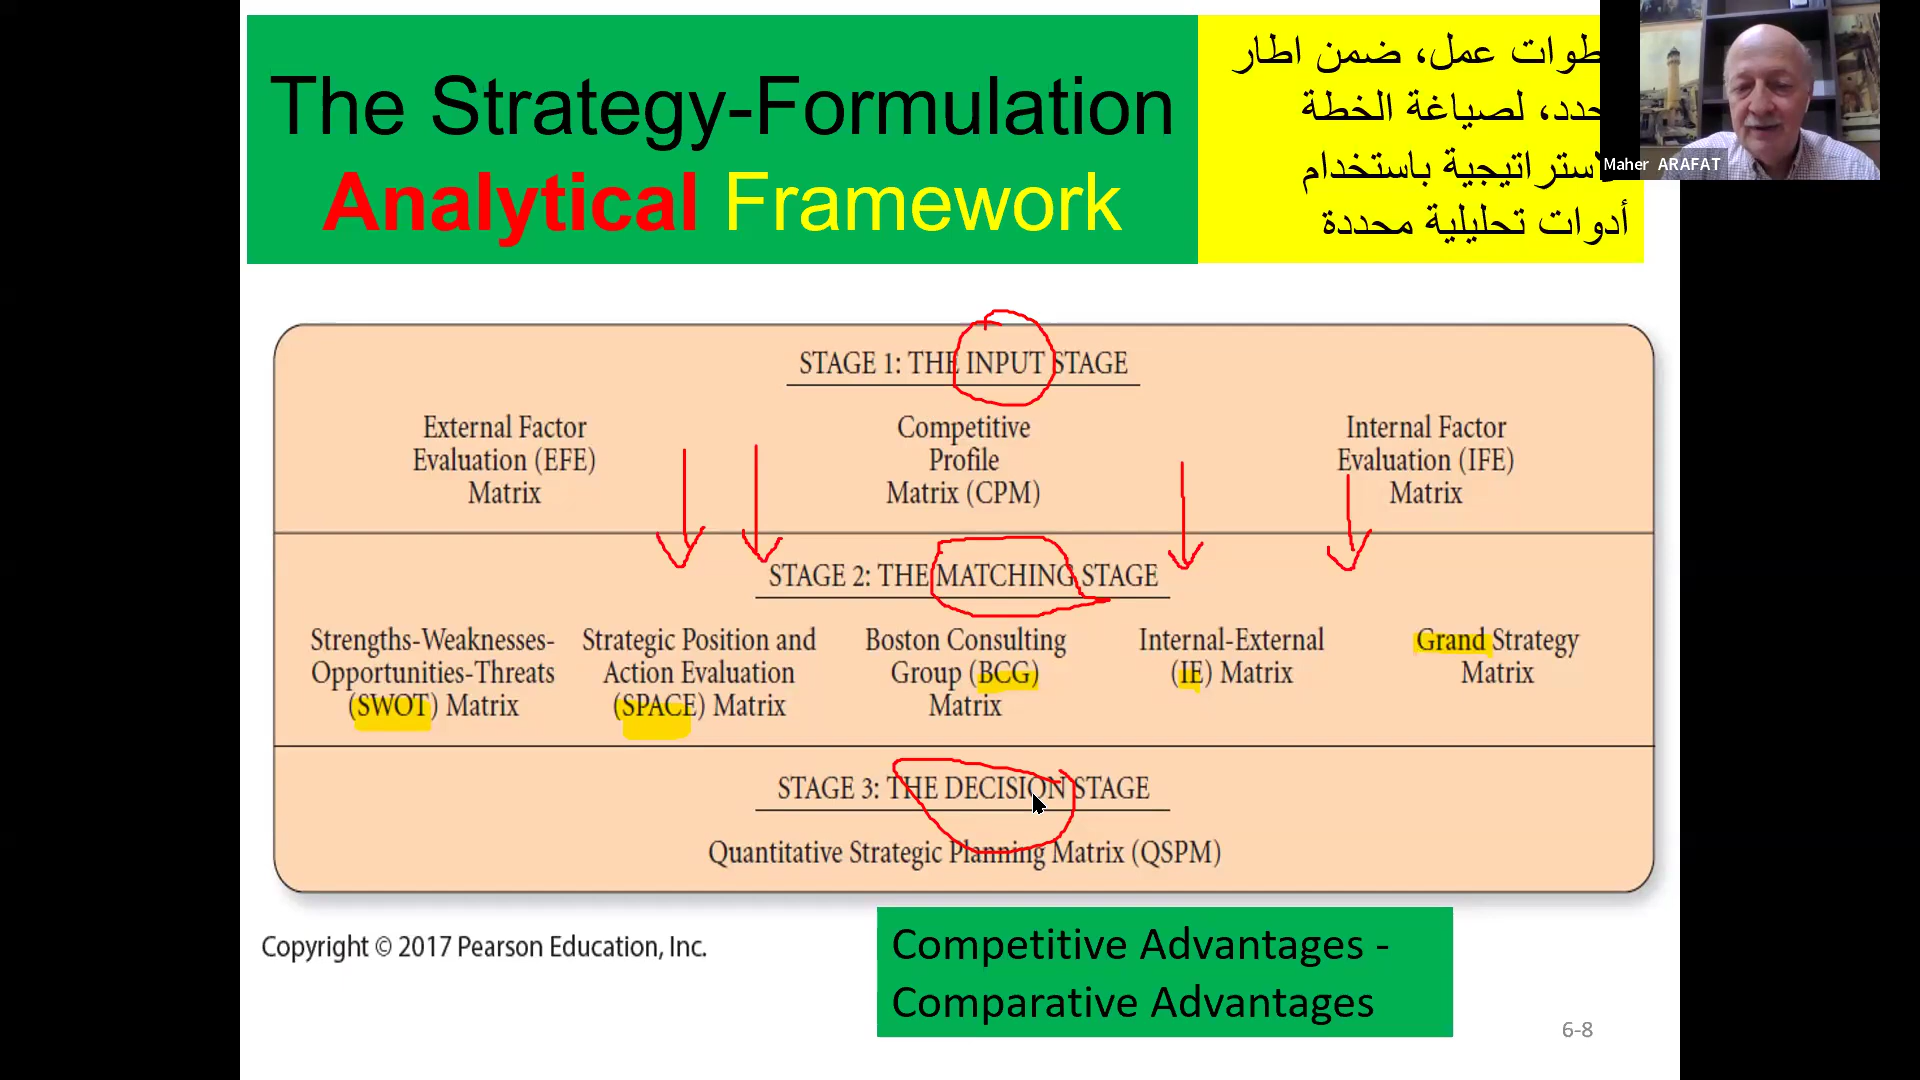 The Strategy-Formulation
Analytical Framework
ضمن اطار
لصياغة الخطة
باستخدام
أدوات تحليلية محددة
Maher ARAFAT
STAGE 1: THE INPUT STAGE
External Factor
Evaluation (EFE)
Matrix
Competitive
Profile
Matrix (CPM)
Internal Factor
Evaluation (IFE)
Matrix
STAGE 2: THE MATCHING STAGE
Strengths-Weaknesses-
Opportunities-Threats
(SWOT) Matrix
Strategic Position and
Action Evaluation
(SPACE) Matrix
Boston Consulting
Group (BCG)
Matrix
Internal-External
(IE) Matrix
Grand Strategy
Matrix
STAGE 3: THE DECISION STAGE
Quantitative Strategic Planning Matrix (QSPM)
Copyright © 2017 Pearson Education, Inc.
Competitive Advantages -
Comparative Advantages
6-8